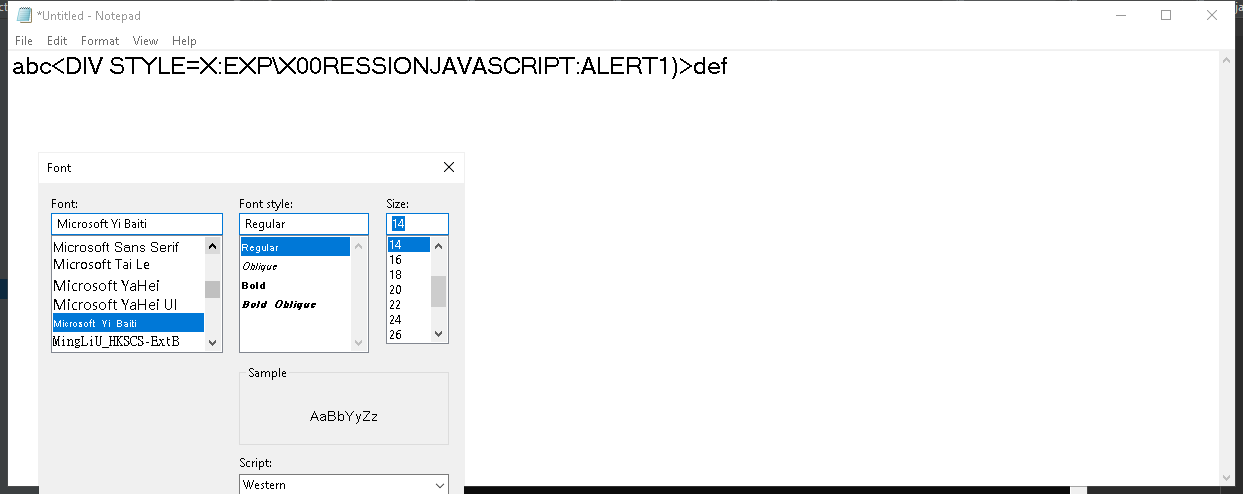 *Untitled - Notepad
File Edit Format View Help
abc<DIV STYLE=X:EXP\X00RESSIONJAVASCRIPT:ALERT1)>def
Font
Font: Font style: Size:
Microsoft Yi Baiti Regular 14
Microsoft Sans Serif Regular 14
Microsoft Tai Le Oblique 16
Microsoft YaHei Bold 18
Microsoft YaHei UI Bold Oblique 20
Microsoft Yi Baiti 22
MingLiU_HKSCS-ExtB 24
26
Sample
AaBbYyZz
Script:
Western